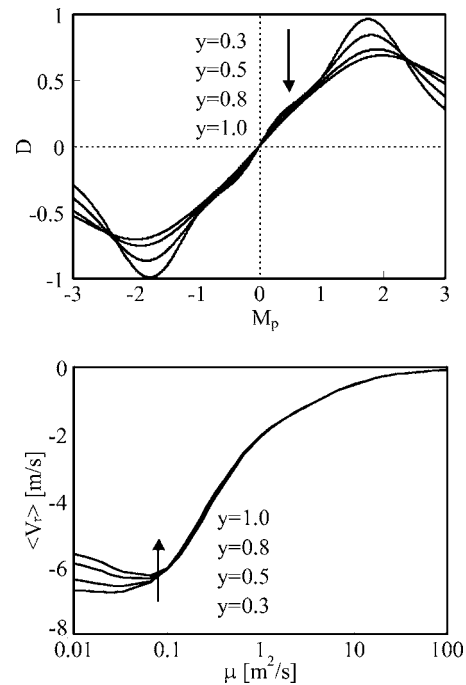 1
0.5
0
-0.5
-1
D
y=0.3
y=0.5
y=0.8
y=1.0
-3 -2 -1 0 1 2 3
Mₚ
0
-2
-4
-6
-8
<Vᵣ> [m/s]
y=1.0
y=0.8
y=0.5
y=0.3
0.01 0.1 1 10 100
μ [m²/s]